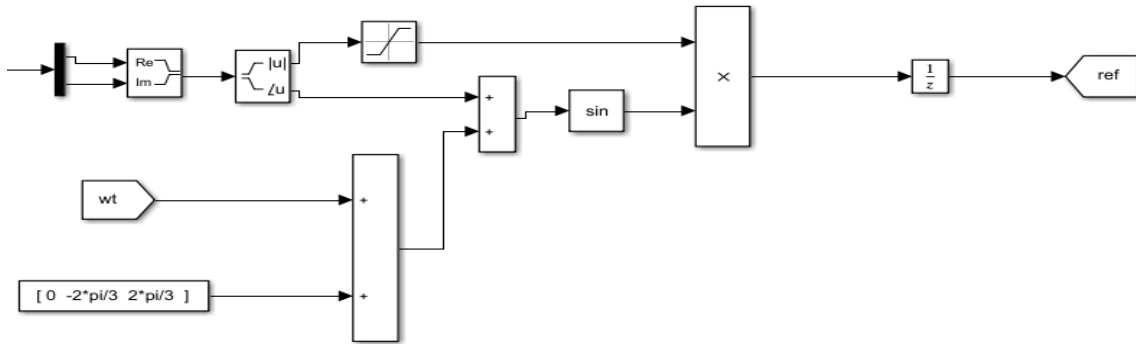 Re
Im
|u|
∠u
+
+
sin
×
1
z
ref
wt
+
[ 0 -2*pi/3 2*pi/3 ]
+